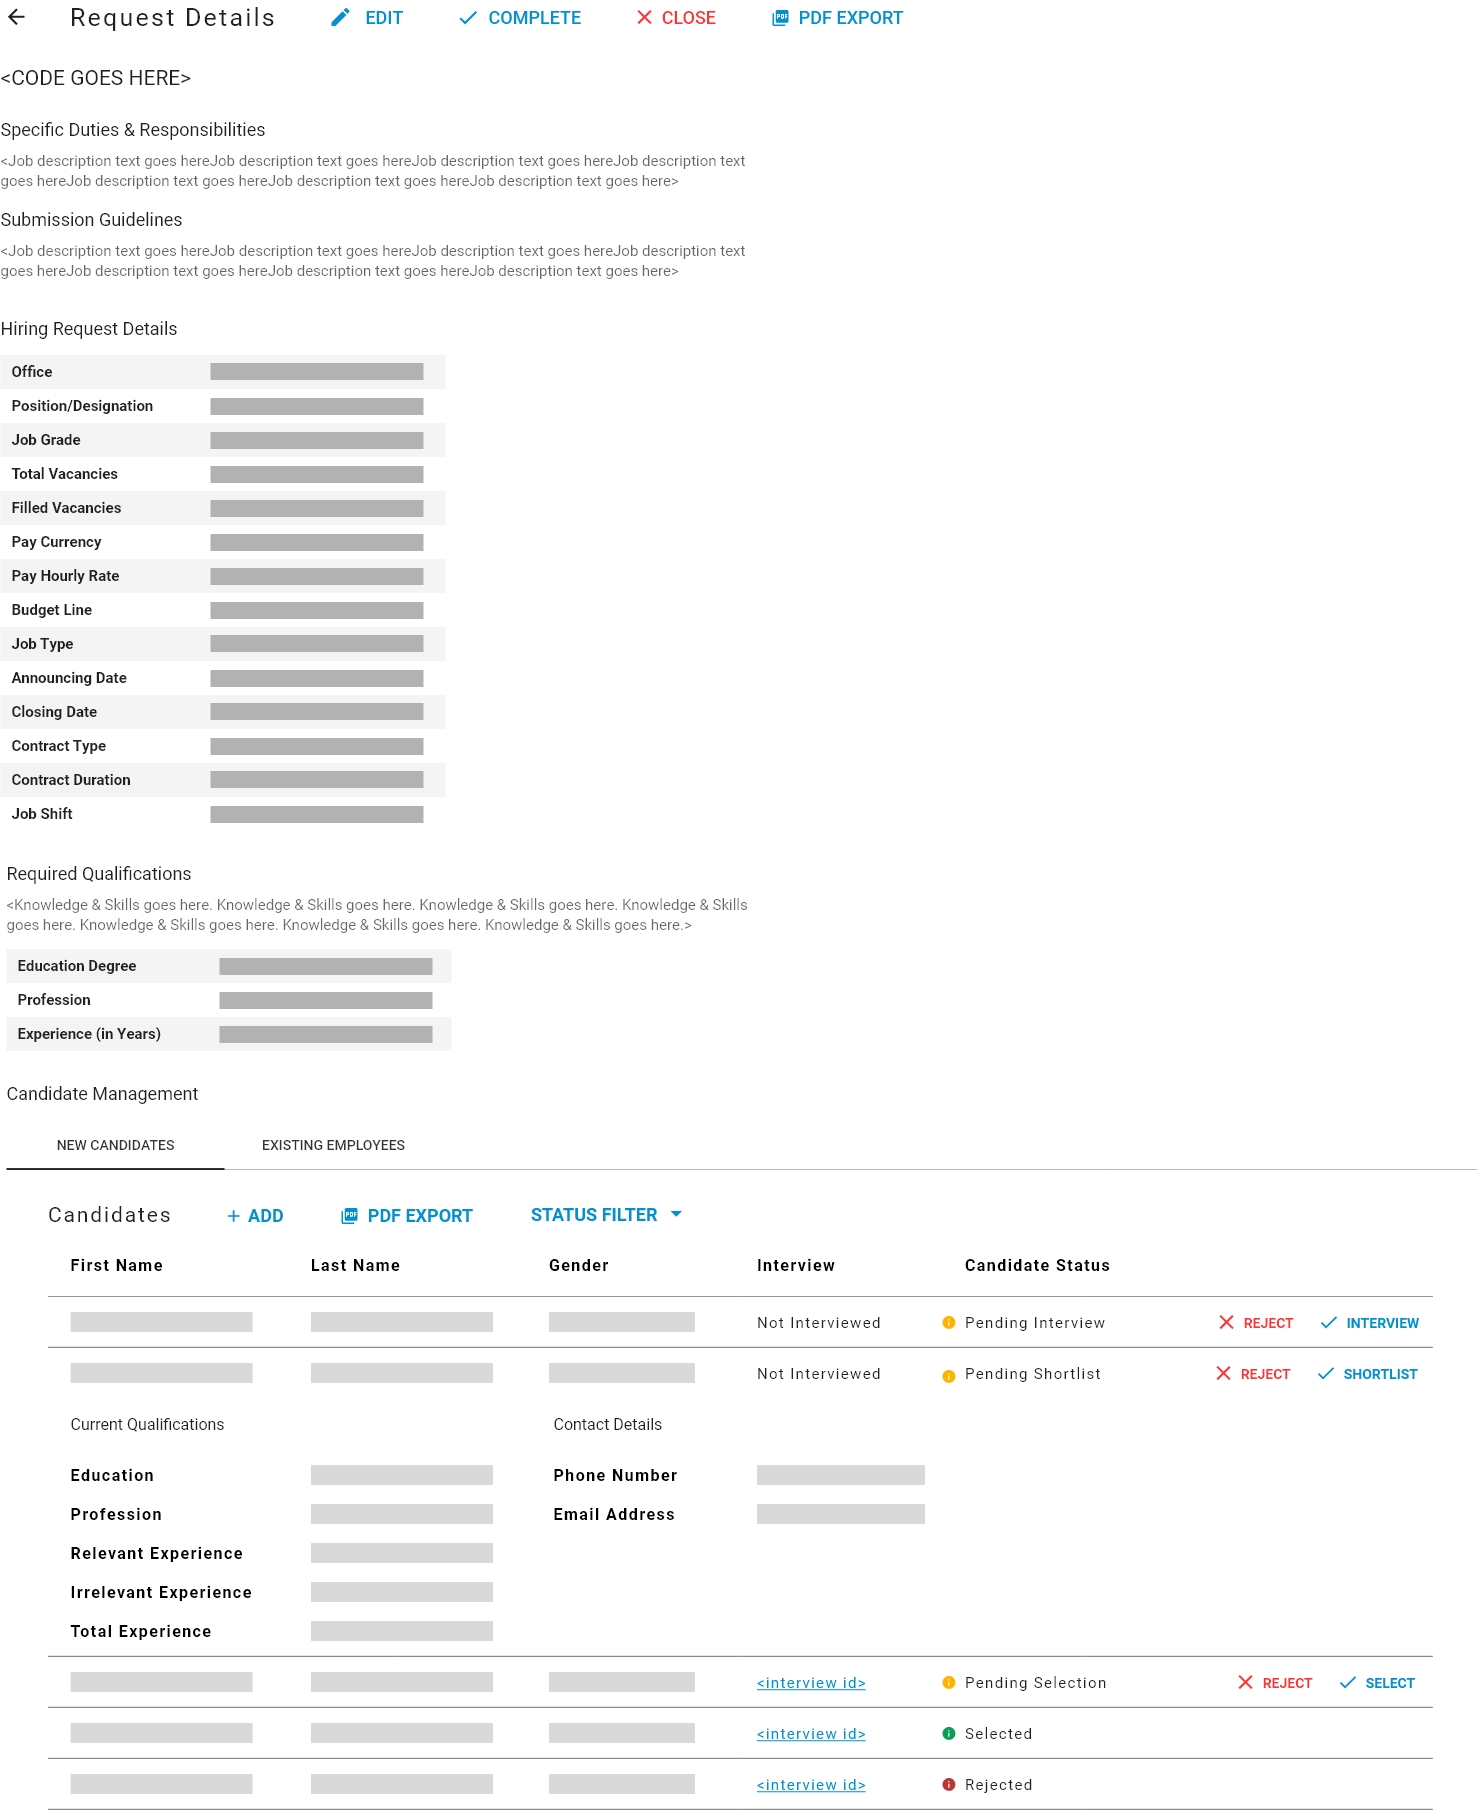 Request Details EDIT COMPLETE CLOSE PDF EXPORT
<CODE GOES HERE>
Specific Duties & Responsibilities
<Job description text goes hereJob description text goes hereJob description text goes hereJob description text
goes hereJob description text goes hereJob description text goes hereJob description text goes here>
Submission Guidelines
<Job description text goes hereJob description text goes hereJob description text goes hereJob description text
goes hereJob description text goes hereJob description text goes hereJob description text goes here>
Hiring Request Details
Office
Position/Designation
Job Grade
Total Vacancies
Filled Vacancies
Pay Currency
Pay Hourly Rate
Budget Line
Job Type
Announcing Date
Closing Date
Contract Type
Contract Duration
Job Shift
Required Qualifications
<Knowledge & Skills goes here. Knowledge & Skills goes here. Knowledge & Skills goes here. Knowledge & Skills
goes here. Knowledge & Skills goes here. Knowledge & Skills goes here. Knowledge & Skills goes here.>
Education Degree
Profession
Experience (in Years)
Candidate Management
NEW CANDIDATES EXISTING EMPLOYEES
Candidates + ADD PDF EXPORT STATUS FILTER
First Name Last Name Gender Interview Candidate Status
Not Interviewed Pending Interview REJECT INTERVIEW
Not Interviewed Pending Shortlist REJECT SHORTLIST
Current Qualifications Contact Details
Education Phone Number
Profession Email Address
Relevant Experience
Irrelevant Experience
Total Experience
<interview id> Pending Selection REJECT SELECT
<interview id> Selected
<interview id> Rejected